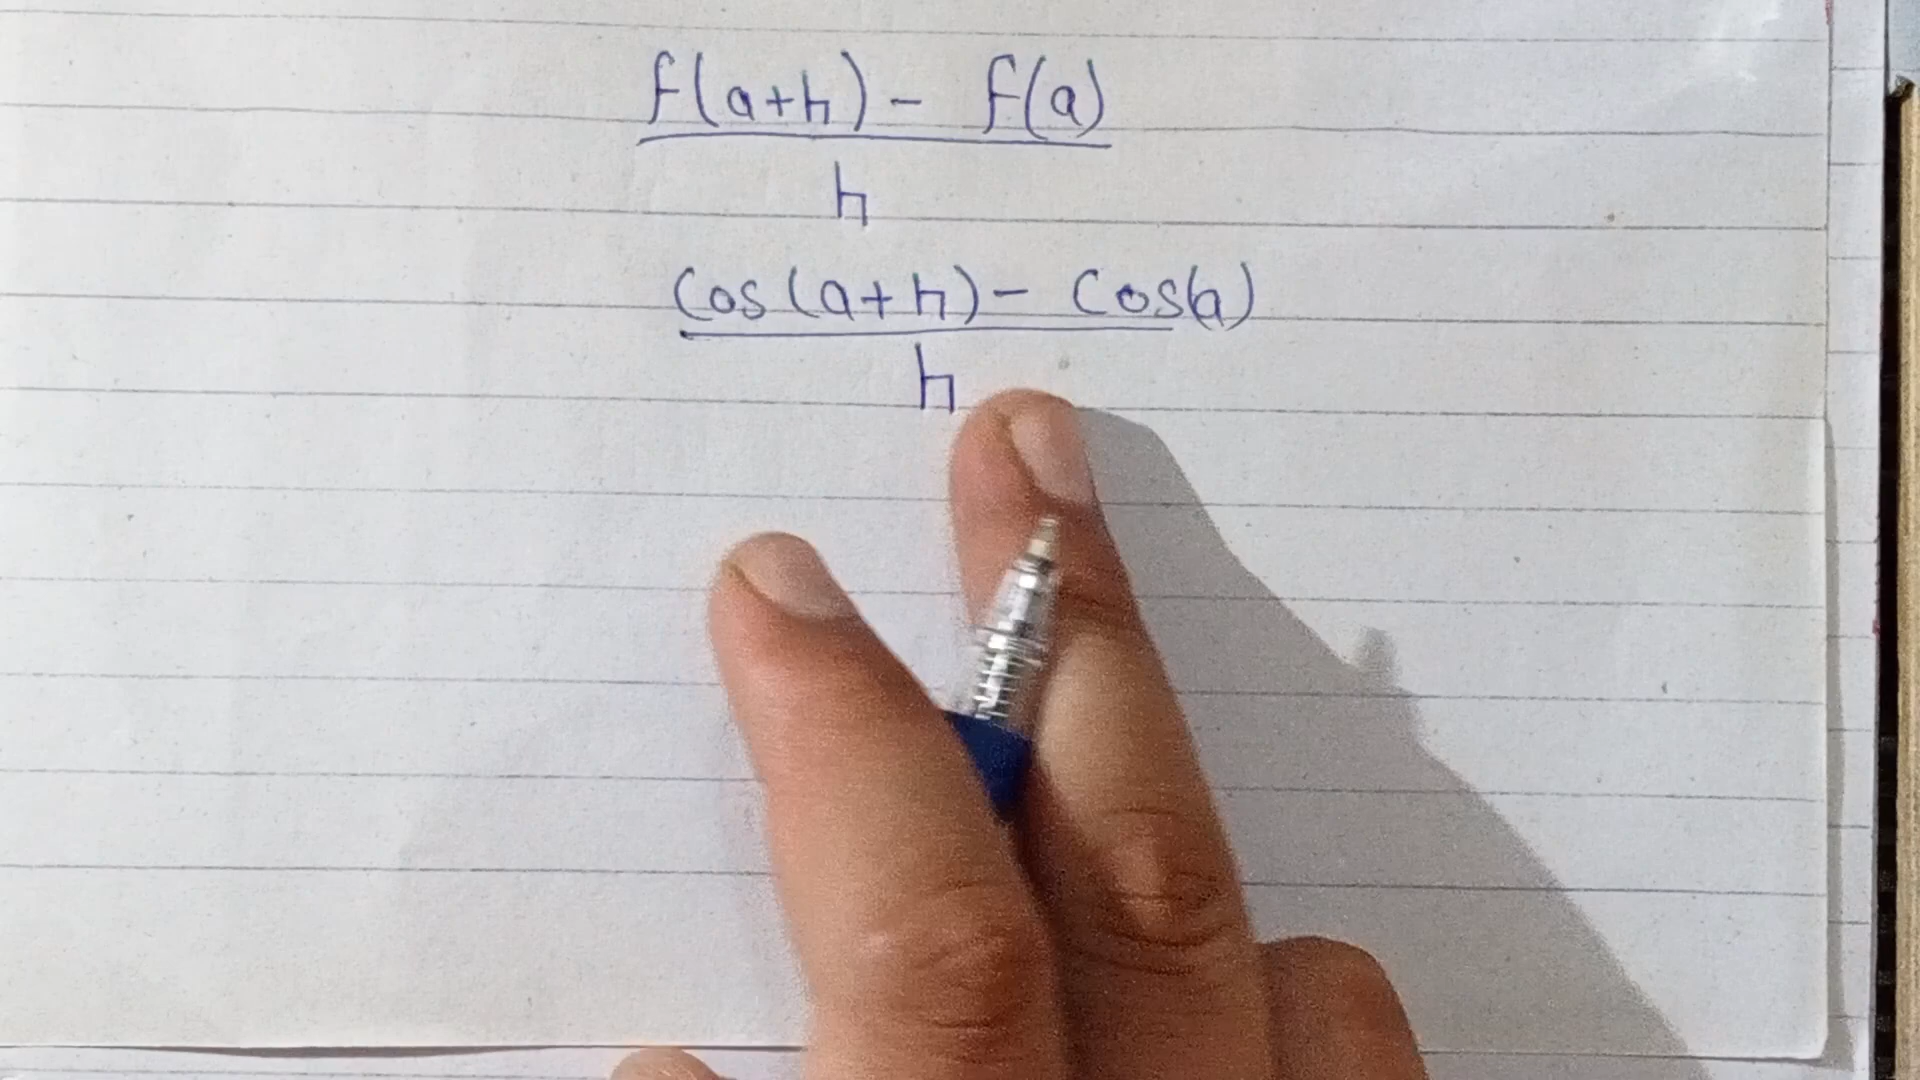 f(a+h) - f(a)
h
Cos(a+h) - Cos(a)
h